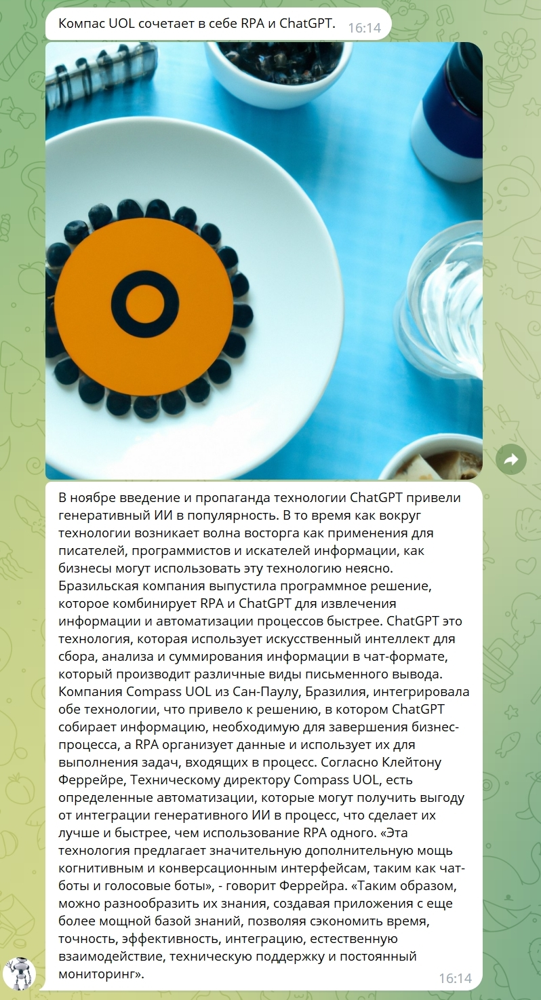 Компас UOL сочетает в себе RPA и ChatGPT.
16:14
В ноябре введение и пропаганда технологии ChatGPT привели
генеративный ИИ в популярность. В то время как вокруг
технологии возникает волна восторга как применения для
писателей, программистов и искателей информации, как
бизнесы могут использовать эту технологию неясно.
Бразильская компания выпустила программное решение,
которое комбинирует RPA и ChatGPT для извлечения
информации и автоматизации процессов быстрее. ChatGPT это
технология, которая использует искусственный интеллект для
сбора, анализа и суммирования информации в чат-формате,
который производит различные виды письменного вывода.
Компания Compass UOL из Сан-Паулу, Бразилия, интегрировала
обе технологии, что привело к решению, в котором ChatGPT
собирает информацию, необходимую для завершения бизнес-
процесса, а RPA организует данные и использует их для
выполнения задач, входящих в процесс. Согласно Клейтону
Феррейре, Техническому директору Compass UOL, есть
определенные автоматизации, которые могут получить выгоду
от интеграции генеративного ИИ в процесс, что сделает их
лучше и быстрее, чем использование RPA одного. «Эта
технология предлагает значительную дополнительную мощь
когнитивным и конверсационным интерфейсам, таким как чат-
боты и голосовые боты», - говорит Феррейра. «Таким образом,
можно разнообразить их знания, создавая приложения с еще
более мощной базой знаний, позволяя сэкономить время,
точность, эффективность, интеграцию, естественную
взаимодействие, техническую поддержку и постоянный
мониторинг».
16:14